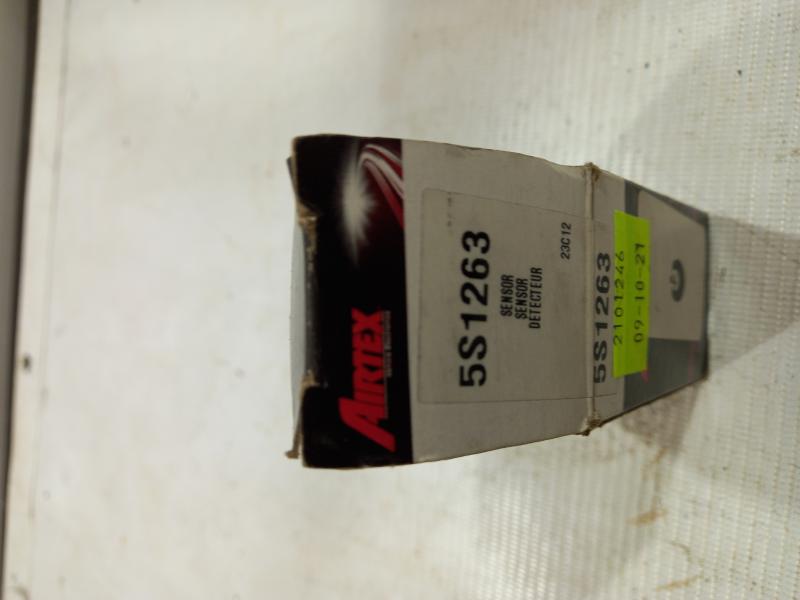 AIRTEX
5S1263
SENSOR
SENSOR
DETECTEUR
23C12
5S1263
2101246
09-10-21